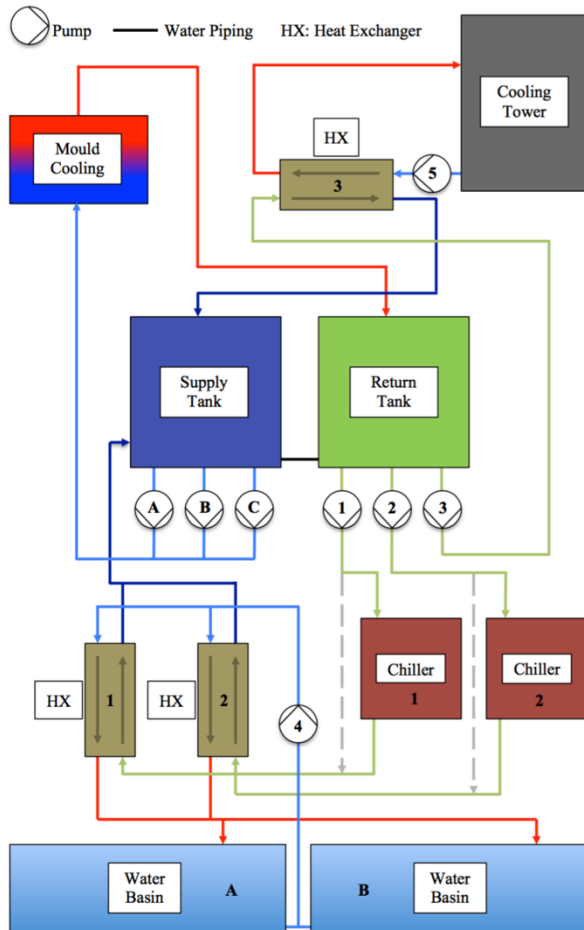 Pump
Water Piping
HX: Heat Exchanger
Cooling
Tower
Mould
Cooling
HX
3
5
Supply
Tank
Return
Tank
A
B
C
1
2
3
Chiller
1
Chiller
2
HX
1
HX
2
4
Water
Basin
A
B
Water
Basin